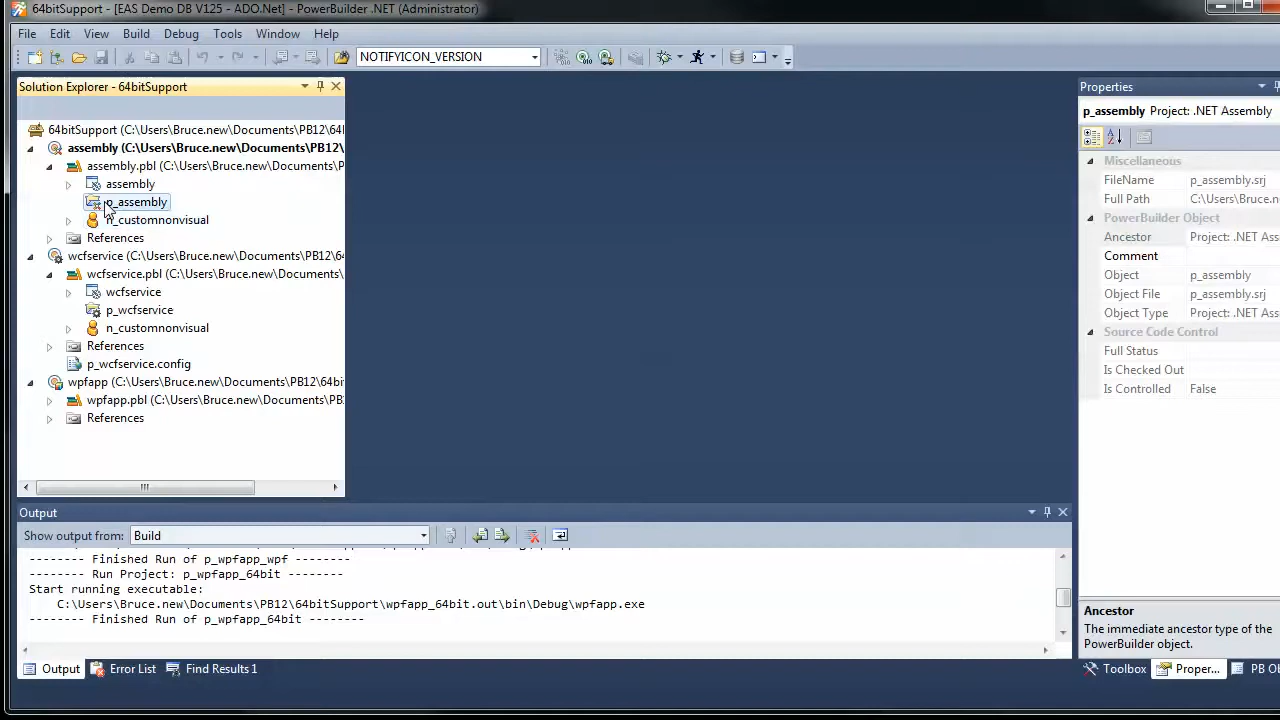 64bitSupport - [EAS Demo DB V125 - ADO.Net] - PowerBuilder .NET (Administrator)
File Edit View Build Debug Tools Window Help
NOTIFYICON_VERSION
Solution Explorer - 64bitSupport
64bitSupport (C:\Users\Bruce.new\Documents\PB12\64l
assembly (C:\Users\Bruce.new\Documents\PB12\
assembly.pbl (C:\Users\Bruce.new\Documents\P
assembly
p_assembly
n_customnonvisual
References
wcfservice (C:\Users\Bruce.new\Documents\PB12\64
wcfservice.pbl (C:\Users\Bruce.new\Documents\
wcfservice
p_wcfservice
n_customnonvisual
References
p_wcfservice.config
wpfapp (C:\Users\Bruce.new\Documents\PB12\64bi
wpfapp.pbl (C:\Users\Bruce.new\Documents\PB
References
Properties
p_assembly Project: .NET Assembly
Miscellaneous
FileName p_assembly.srj
Full Path C:\Users\Bruce.ne
PowerBuilder Object
Ancestor Project: .NET Ass
Comment
Object p_assembly
Object File p_assembly.srj
Object Type Project: .NET Ass
Source Code Control
Full Status
Is Checked Out
Is Controlled False
Ancestor
The immediate ancestor type of the
PowerBuilder object.
Toolbox Proper... PB Ol
Output
Show output from: Build
-------- Finished Run of p_wpfapp_wpf --------
-------- Run Project: p_wpfapp_64bit --------
Start running executable:
C:\Users\Bruce.new\Documents\PB12\64bitSupport\wpfapp_64bit.out\bin\Debug\wpfapp.exe
-------- Finished Run of p_wpfapp_64bit --------
Output Error List Find Results 1